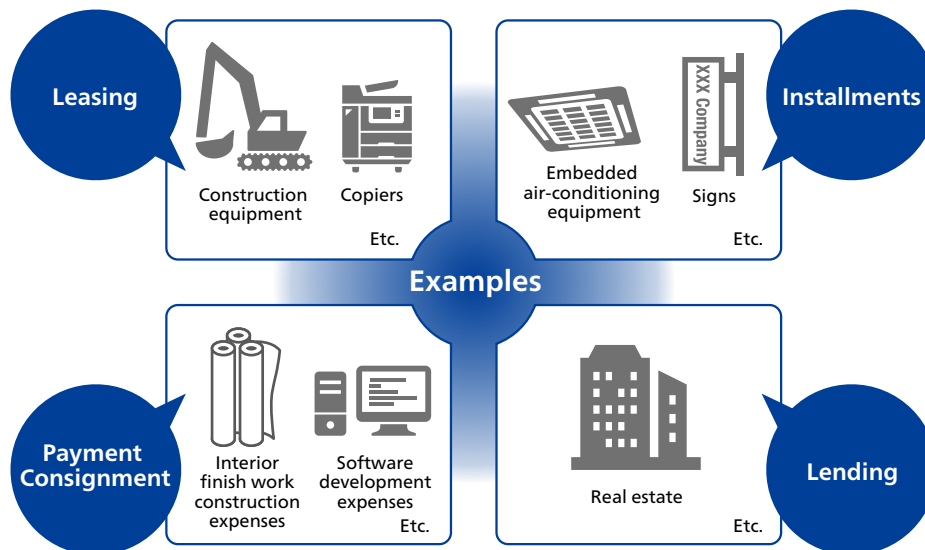 Leasing
Construction
equipment
Copiers
Etc.
Installments
XXX Company
Embedded
air-conditioning
equipment
Signs
Etc.
Examples
Payment
Consignment
Interior
finish work
construction
expenses
Software
development
expenses
Etc.
Lending
Real estate
Etc.